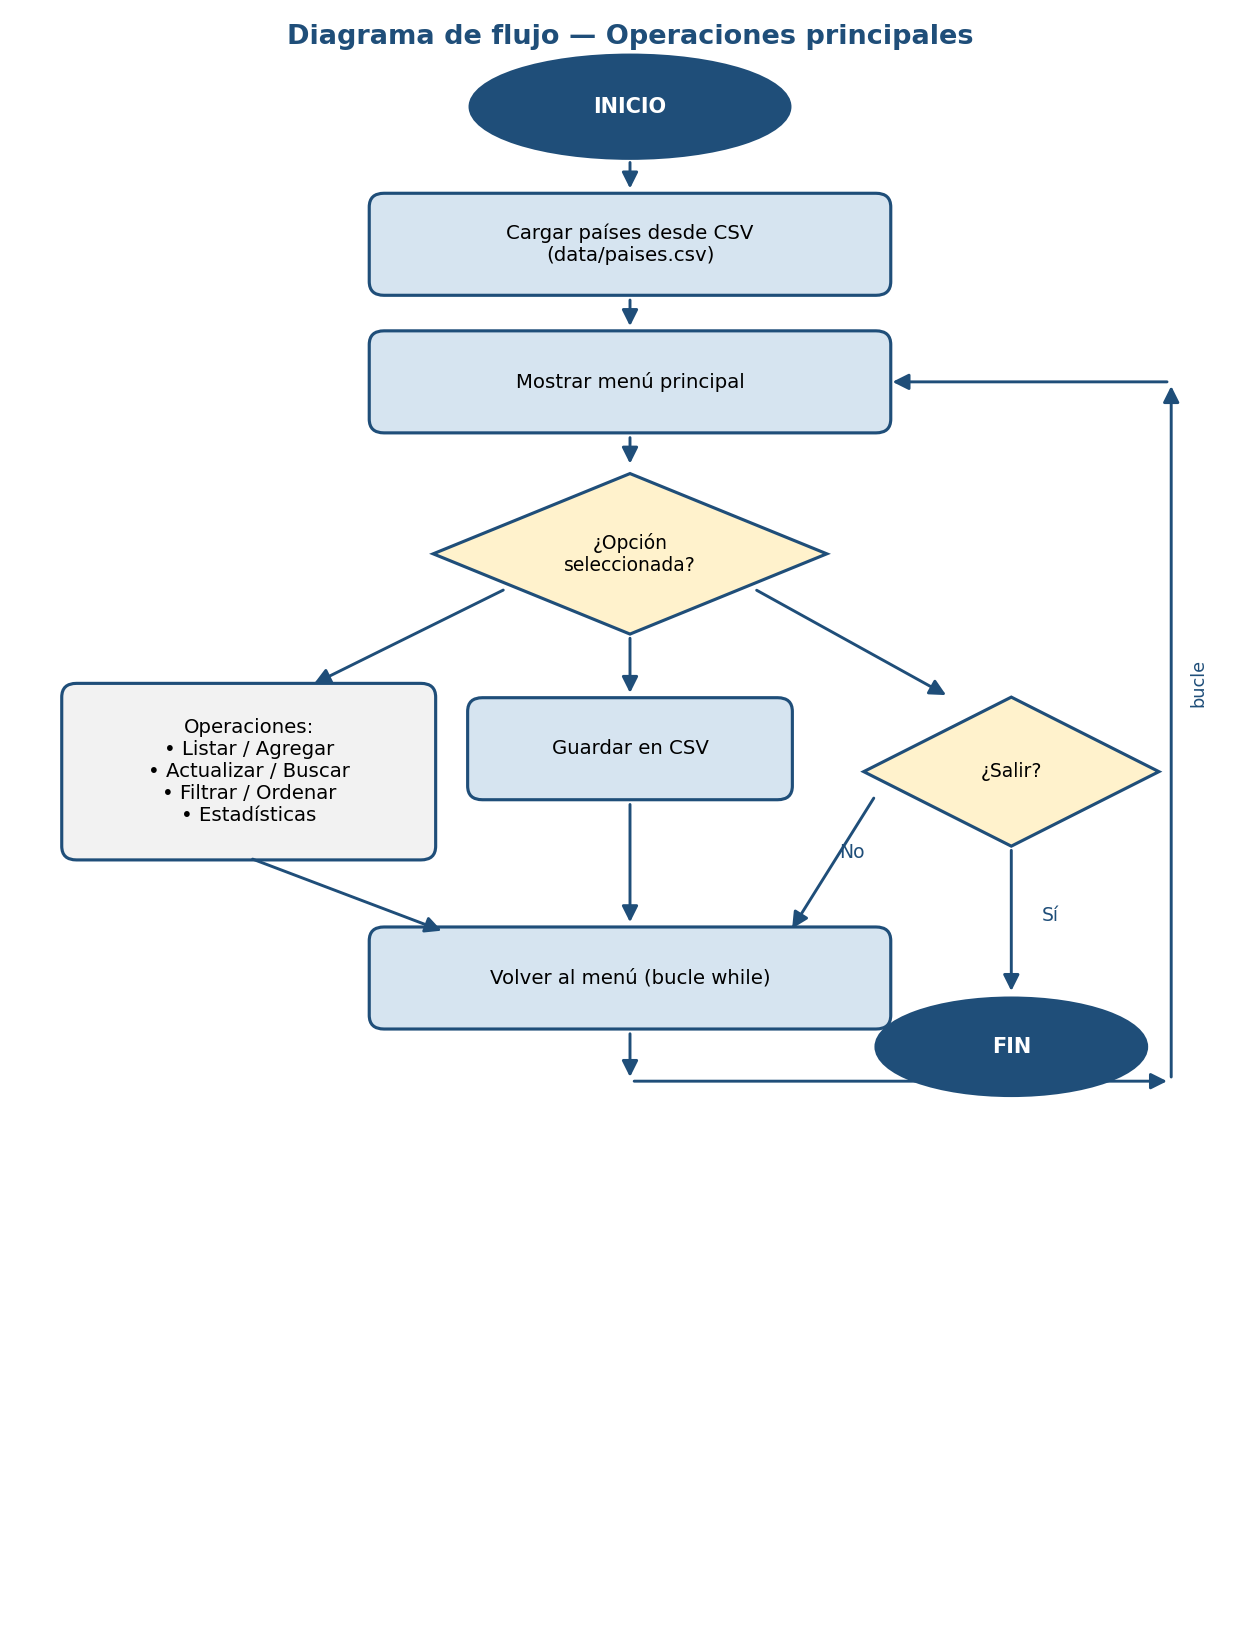 Diagrama de flujo — Operaciones principales
INICIO
Cargar países desde CSV
(data/paises.csv)
Mostrar menú principal
¿Opción
seleccionada?
Operaciones:
• Listar / Agregar
• Actualizar / Buscar
• Filtrar / Ordenar
• Estadísticas
Guardar en CSV
¿Salir?
bucle
No
Sí
Volver al menú (bucle while)
FIN